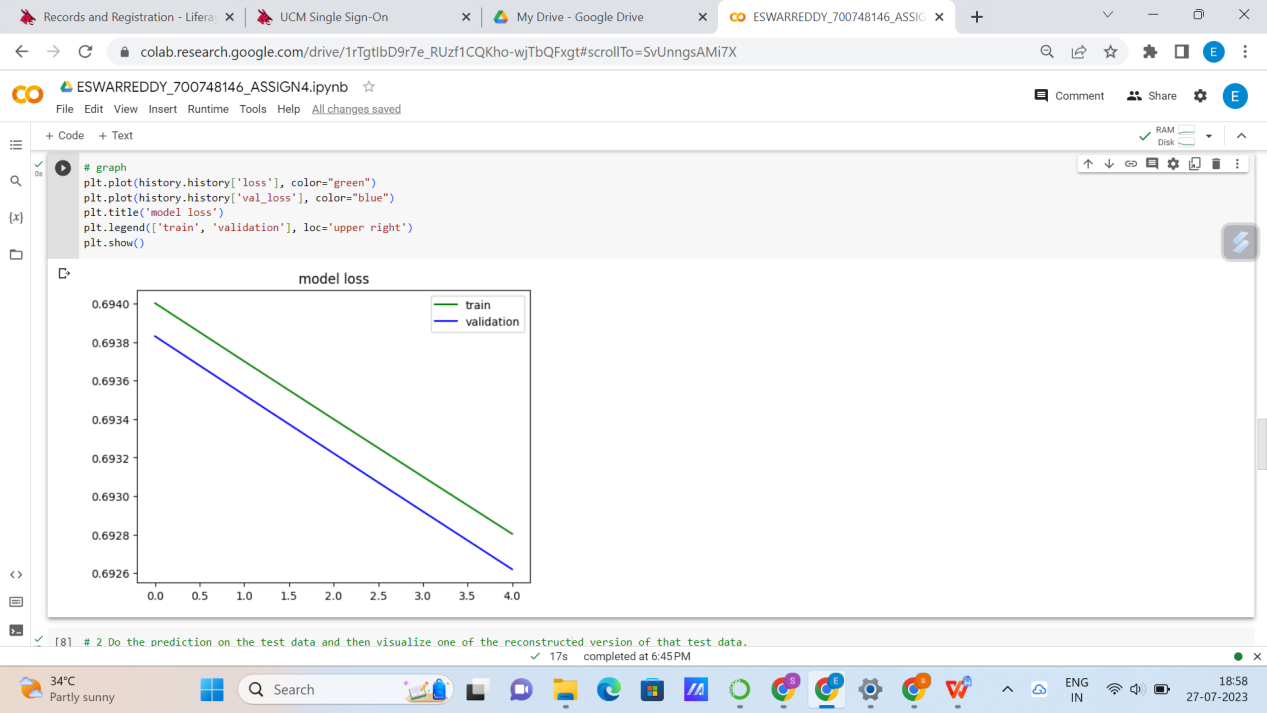 Records and Registration - Lifera
UCM Single Sign-On
My Drive - Google Drive
ESWARREDDY_700748146_ASSIG
colab.research.google.com/drive/1rTgtlbD9r7e_RUzf1CQKho-wjTbQFxgt#scrollTo=SvUnngsAMi7X
E
ESWARREDDY_700748146_ASSIGN4.ipynb
File Edit View Insert Runtime Tools Help All changes saved
Comment Share E
+ Code + Text
RAM
Disk
0s
# graph
plt.plot(history.history['loss'], color="green")
plt.plot(history.history['val_loss'], color="blue")
plt.title('model loss')
plt.legend(['train', 'validation'], loc='upper right')
plt.show()
{x}
model loss
train
validation
0.6940
0.6938
0.6936
0.6934
0.6932
0.6930
0.6928
0.6926
0.0 0.5 1.0 1.5 2.0 2.5 3.0 3.5 4.0
[8] # 2 Do the prediction on the test data and then visualize one of the reconstructed version of that test data.
17s completed at 6:45 PM
34°C
Partly sunny
Search
S
E
S
ENG
IN
18:58
27-07-2023